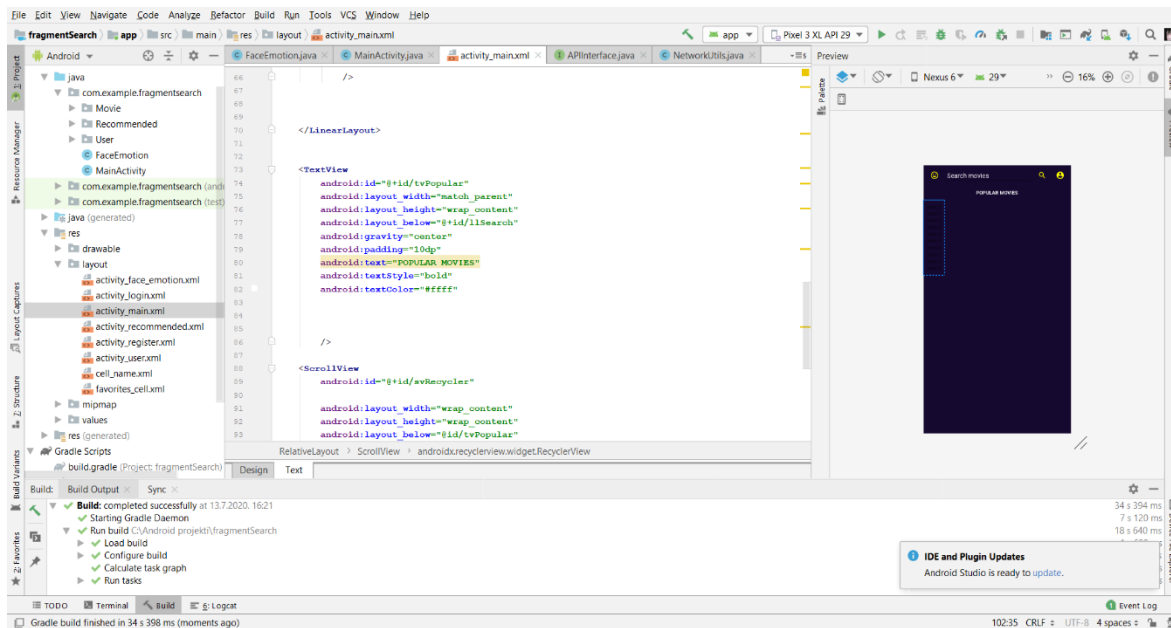 File Edit View Navigate Code Analyze Refactor Build Run Tools VCS Window Help
fragmentSearch app src main res layout activity_main.xml
app Pixel 3 XL API 29
Android
FaceEmotion.java MainActivity.java activity_main.xml APIInterface.java NetworkUtils.java
Preview
1: Project
Resource Manager
Layout Captures
7: Structure
Build Variants
2: Favorites
java
com.example.fragmentsearch
Movie
Recommended
User
FaceEmotion
MainActivity
com.example.fragmentsearch (andr
com.example.fragmentsearch (test)
java (generated)
res
drawable
layout
activity_face_emotion.xml
activity_login.xml
activity_main.xml
activity_recommended.xml
activity_register.xml
activity_user.xml
cell_name.xml
favorites_cell.xml
mipmap
values
res (generated)
Gradle Scripts
build.gradle (Project: fragmentSearch)
66 />
67
68
69
70 </LinearLayout>
71
72
73 <TextView
74 android:id="@+id/tvPopular"
75 android:layout_width="match_parent"
76 android:layout_height="wrap_content"
77 android:layout_below="@+id/llSearch"
78 android:gravity="center"
79 android:padding="10dp"
80 android:text="POPULAR MOVIES"
81 android:textStyle="bold"
82 android:textColor="#ffff"
83
84
85
86 />
87
88 <ScrollView
89 android:id="@+id/svRecycler"
90
91 android:layout_width="wrap_content"
92 android:layout_height="wrap_content"
93 android:layout_below="@id/tvPopular"
RelativeLayout ScrollView androidx.recyclerview.widget.RecyclerView
Design Text
Palette
Nexus 6 29 16%
Search movies
POPULAR MOVIES
Build: Build Output Sync
Build: completed successfully at 13.7.2020. 16:21 34 s 394 ms
Starting Gradle Daemon 7 s 120 ms
Run build C:\Android projekti\fragmentSearch 18 s 640 ms
Load build
Configure build
Calculate task graph
Run tasks
IDE and Plugin Updates
Android Studio is ready to update.
TODO Terminal Build 6: Logcat Event Log
Gradle build finished in 34 s 398 ms (moments ago) 102:35 CRLF UTF-8 4 spaces